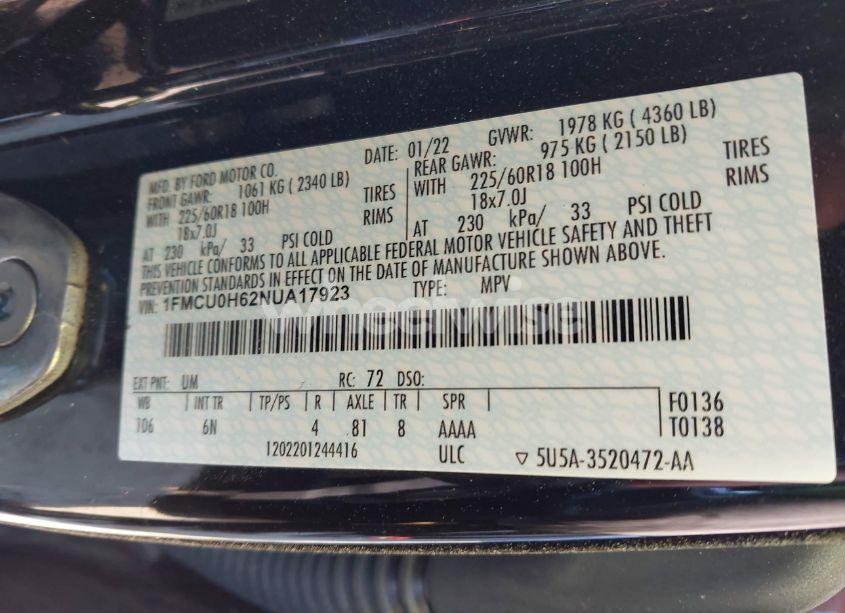 MFD. BY FORD MOTOR CO. DATE: 01/22 GVWR: 1978 KG ( 4360 LB)
FRONT GAWR: 1061 KG ( 2340 LB) REAR GAWR: 975 KG ( 2150 LB)
WITH 225/60R18 100H TIRES WITH 225/60R18 100H TIRES
18x7.0J RIMS 18x7.0J RIMS
AT 230 kPa/ 33 PSI COLD AT 230 kPa/ 33 PSI COLD
THIS VEHICLE CONFORMS TO ALL APPLICABLE FEDERAL MOTOR VEHICLE SAFETY AND THEFT
PREVENTION STANDARDS IN EFFECT ON THE DATE OF MANUFACTURE SHOWN ABOVE.
VIN: 1FMCU0H62NUA17923 TYPE: MPV
wheelwise
EXT PNT: UM RC: 72 DSO:
WB INT TR TP/PS R AXLE TR SPR F0136
106 6N 4 .81 8 AAAA T0138
1202201244416 ULC ▽ 5U5A-3520472-AA